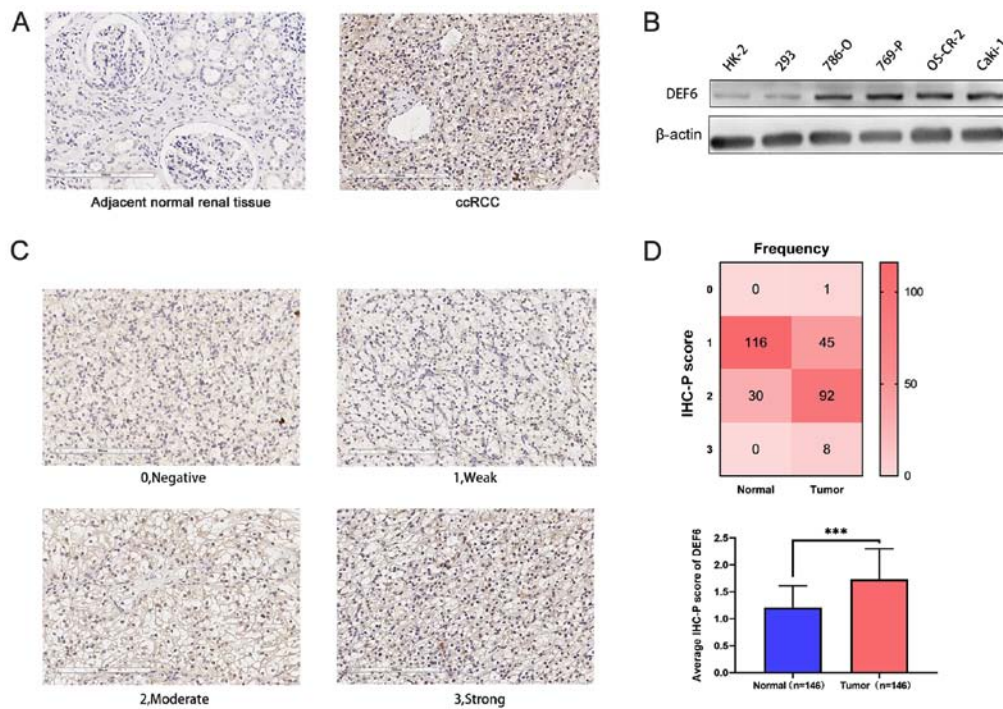 A
Adjacent normal renal tissue
ccRCC
B
HK-2
293
786-O
769-P
OS-CR-2
Caki-1
DEF6
β-actin
C
0,Negative
1,Weak
2,Moderate
3,Strong
D
Frequency
IHC-P score
0
0
1
1
116
45
2
30
92
3
0
8
Normal
Tumor
100
50
0
Average IHC-P score of DEF6
2.5
2.0
1.5
1.0
0.5
0.0
***
Normal (n=146)
Tumor (n=146)